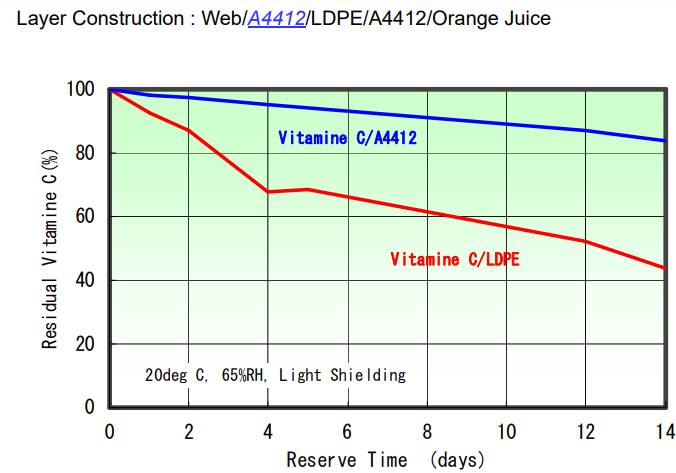 Layer Construction : Web/A4412/LDPE/A4412/Orange Juice
100
80
60
40
20
0
Residual Vitamine C(%)
Vitamine C/A4412
Vitamine C/LDPE
20deg C, 65%RH, Light Shielding
0 2 4 6 8 10 12 14
Reserve Time (days)